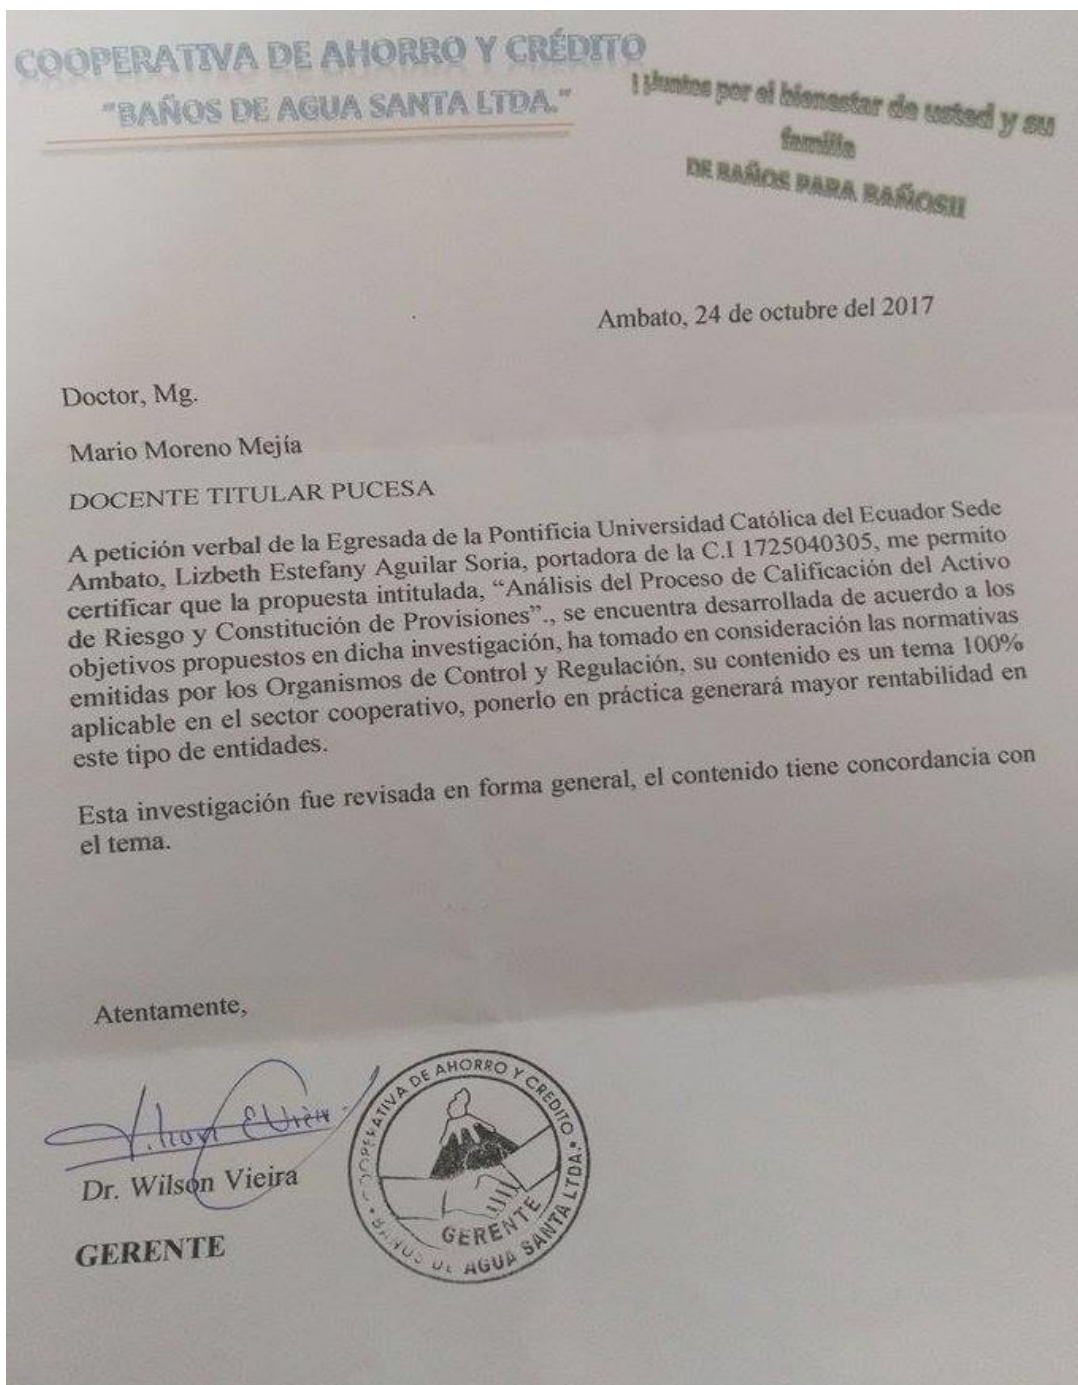 COOPERATIVA DE AHORRO Y CRÉDITO
"BAÑOS DE AGUA SANTA LTDA."
¡¡Juntos por el bienestar de usted y su
familia
DE BAÑOS PARA BAÑOS!!
Ambato, 24 de octubre del 2017
Doctor, Mg.
Mario Moreno Mejía
DOCENTE TITULAR PUCESA
A petición verbal de la Egresada de la Pontificia Universidad Católica del Ecuador Sede
Ambato, Lizbeth Estefany Aguilar Soria, portadora de la C.I 1725040305, me permito
certificar que la propuesta intitulada, “Análisis del Proceso de Calificación del Activo
de Riesgo y Constitución de Provisiones”., se encuentra desarrollada de acuerdo a los
objetivos propuestos en dicha investigación, ha tomado en consideración las normativas
emitidas por los Organismos de Control y Regulación, su contenido es un tema 100%
aplicable en el sector cooperativo, ponerlo en práctica generará mayor rentabilidad en
este tipo de entidades.
Esta investigación fue revisada en forma general, el contenido tiene concordancia con
el tema.
Atentamente,
Dr. Wilson Vieira
GERENTE
COOPERATIVA DE AHORRO Y CREDITO
BAÑOS DE AGUA SANTA LTDA.
GERENTE